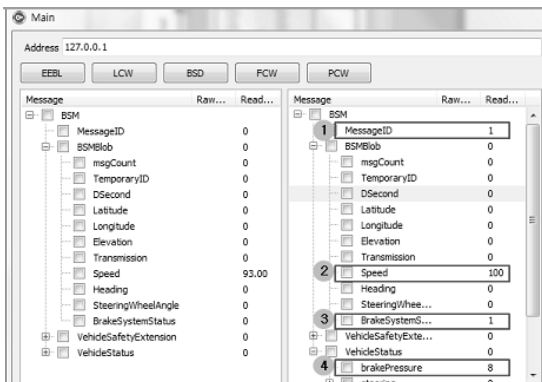 Main
Address 127.0.0.1
EEBL LCW BSD FCW PCW
Message Raw... Read...
BSM
MessageID 0
BSMBlob 0
msgCount 0
TemporaryID 0
DSecond 0
Latitude 0
Longitude 0
Elevation 0
Transmission 0
Speed 93.00
Heading 0
SteeringWheelAngle 0
BrakeSystemStatus 0
VehicleSafetyExtension 0
VehicleStatus 0
Message Raw... Read...
BSM
1 MessageID 1
BSMBlob 0
msgCount 0
TemporaryID 0
DSecond 0
Latitude 0
Longitude 0
Elevation 0
Transmission 0
2 Speed 100
Heading 0
SteeringWhee... 0
3 BrakeSystemS... 1
VehicleSafetyExte... 0
VehicleStatus 0
4 brakePressure 8